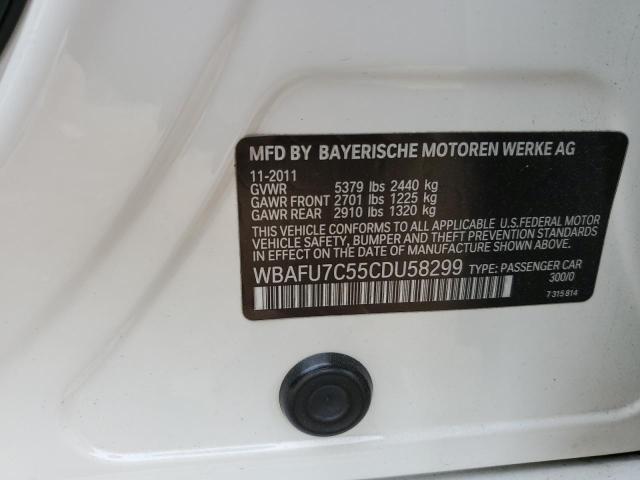 MFD BY BAYERISCHE MOTOREN WERKE AG
11-2011
GVWR 5379 lbs 2440 kg
GAWR FRONT 2701 lbs 1225 kg
GAWR REAR 2910 lbs 1320 kg
THIS VEHICLE CONFORMS TO ALL APPLICABLE U.S.FEDERAL MOTOR
VEHICLE SAFETY, BUMPER AND THEFT PREVENTION STANDARDS
IN EFFECT ON THE DATE OF MANUFACTURE SHOWN ABOVE.
WBAFU7C55CDU58299 TYPE: PASSENGER CAR
300/0
7 315 814